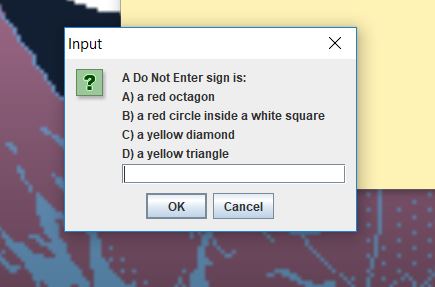 Input
A Do Not Enter sign is:
A) a red octagon
B) a red circle inside a white square
C) a yellow diamond
D) a yellow triangle
OK Cancel